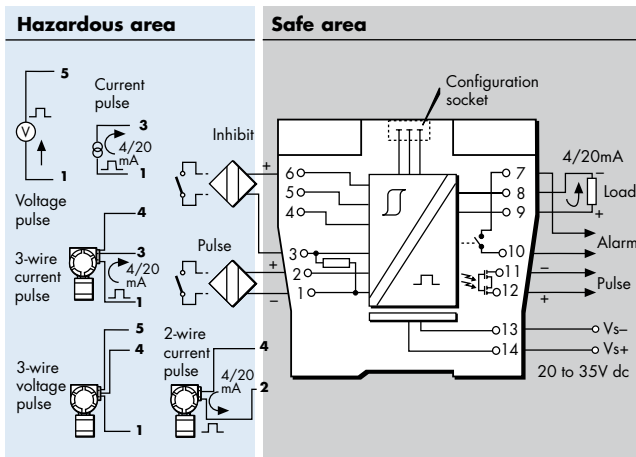 Hazardous area
Safe area
5
V
1
Voltage
pulse
Current
pulse
3
4/20
mA
1
Inhibit
Configuration
socket
+
6
5
4
3
2
1
+
−
Pulse
4
3
4/20
mA
1
3-wire
current
pulse
5
4
1
3-wire
voltage
pulse
2-wire
current
pulse
4
4/20
mA
2
7
8
9
10
11
12
13
14
4/20mA
−
Load
+
Alarm
−
Pulse
+
Vs−
Vs+
20 to 35V dc